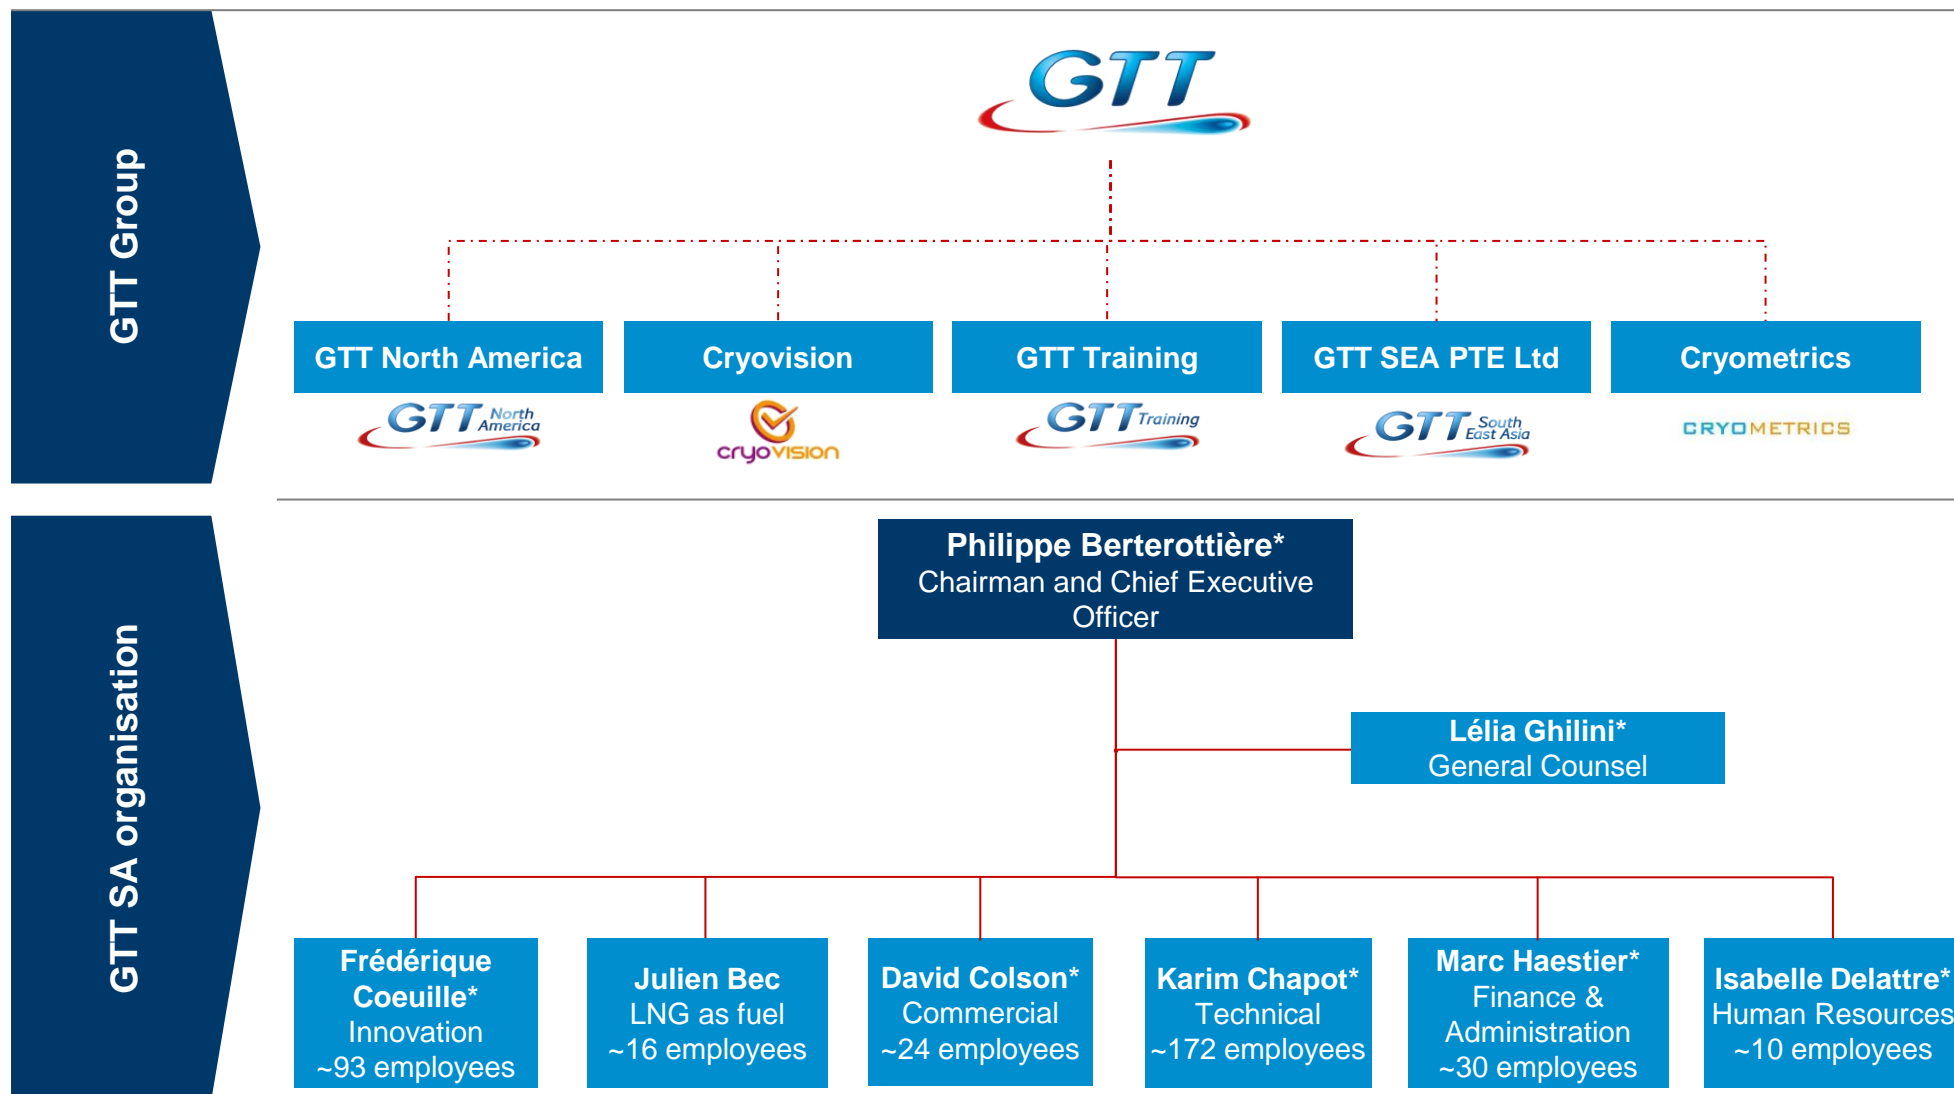 GTT Group
GTT
GTT North America
Cryovision
GTT Training
GTT SEA PTE Ltd
Cryometrics
GTT North
America
cryovision
GTT Training
GTT South
East Asia
CRYOMETRICS
GTT SA organisation
Philippe Berterottière*
Chairman and Chief Executive
Officer
Lélia Ghilini*
General Counsel
Frédérique
Coeuille*
Innovation
~93 employees
Julien Bec
LNG as fuel
~16 employees
David Colson*
Commercial
~24 employees
Karim Chapot*
Technical
~172 employees
Marc Haestier*
Finance &
Administration
~30 employees
Isabelle Delattre*
Human Resources
~10 employees